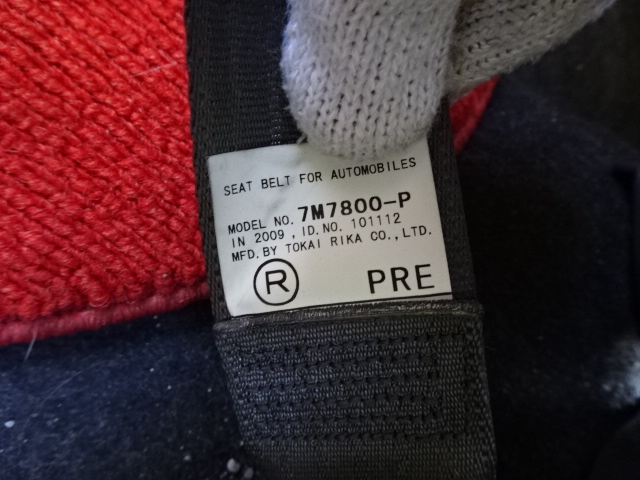 SEAT BELT FOR AUTOMOBILES
MODEL NO. 7M7800-P
IN 2009 , ID.NO. 101112
MFD.BY TOKAI RIKA CO.,LTD.
R PRE